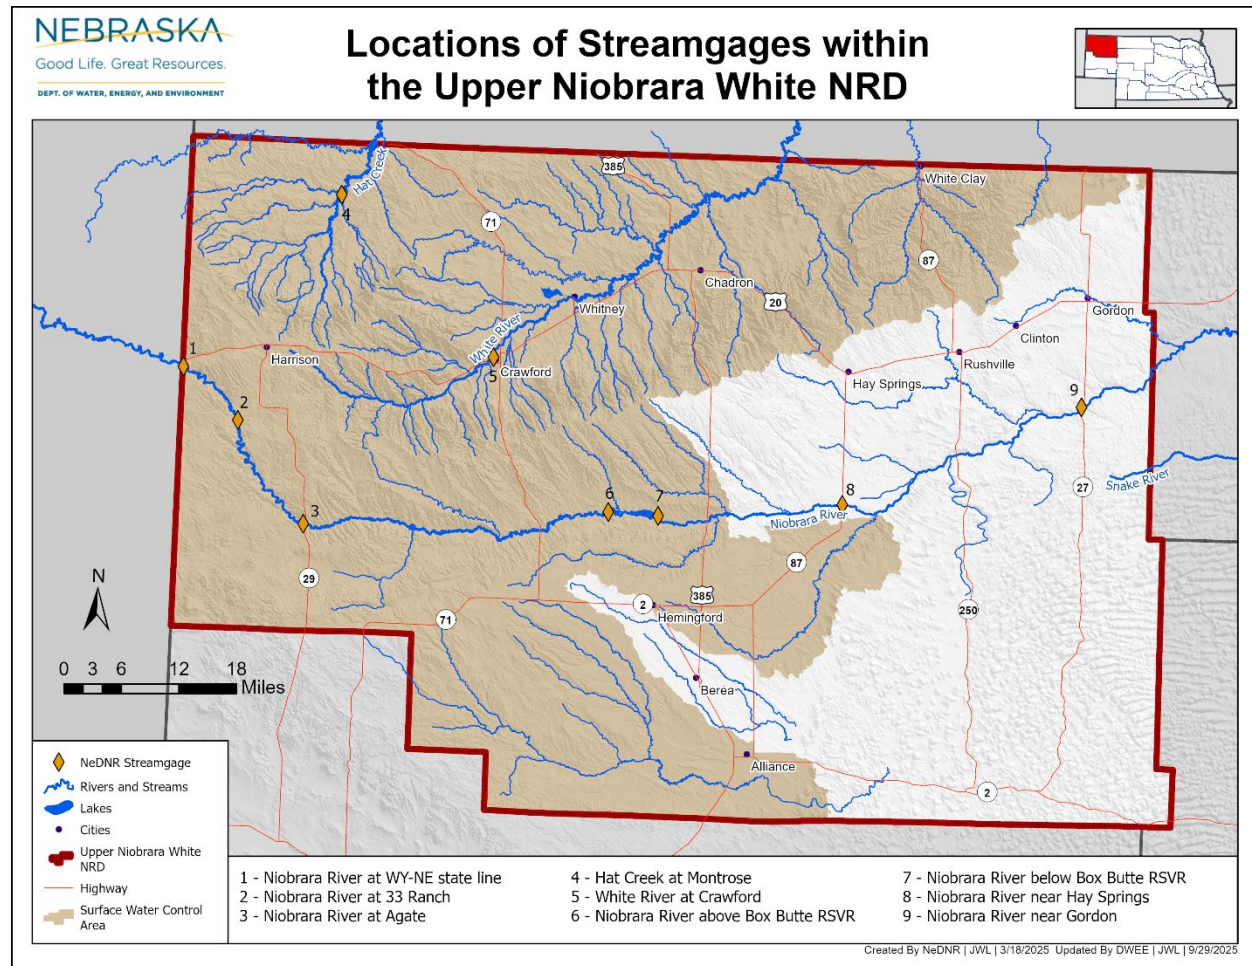 NEBRASKA
Good Life. Great Resources.
DEPT. OF WATER, ENERGY, AND ENVIRONMENT
Locations of Streamgages within
the Upper Niobrara White NRD
Hat Creek
4
385
White Clay
71
87
Chadron
20
Whitney
Gordon
White River
Clinton
1
Harrison
5
Crawford
Rushville
Hay Springs
2
9
3
6
7
8
Niobrara River
27
Snake River
N
29
87
385
2
Hemingford
250
71
0 3 6 12 18
Miles
Berea
Alliance
2
NeDNR Streamgage
Rivers and Streams
Lakes
Cities
Upper Niobrara White
NRD
Highway
Surface Water Control
Area
1 - Niobrara River at WY-NE state line
2 - Niobrara River at 33 Ranch
3 - Niobrara River at Agate
4 - Hat Creek at Montrose
5 - White River at Crawford
6 - Niobrara River above Box Butte RSVR
7 - Niobrara River below Box Butte RSVR
8 - Niobrara River near Hay Springs
9 - Niobrara River near Gordon
Created By NeDNR | JWL | 3/18/2025 Updated By DWEE | JWL | 9/29/2025